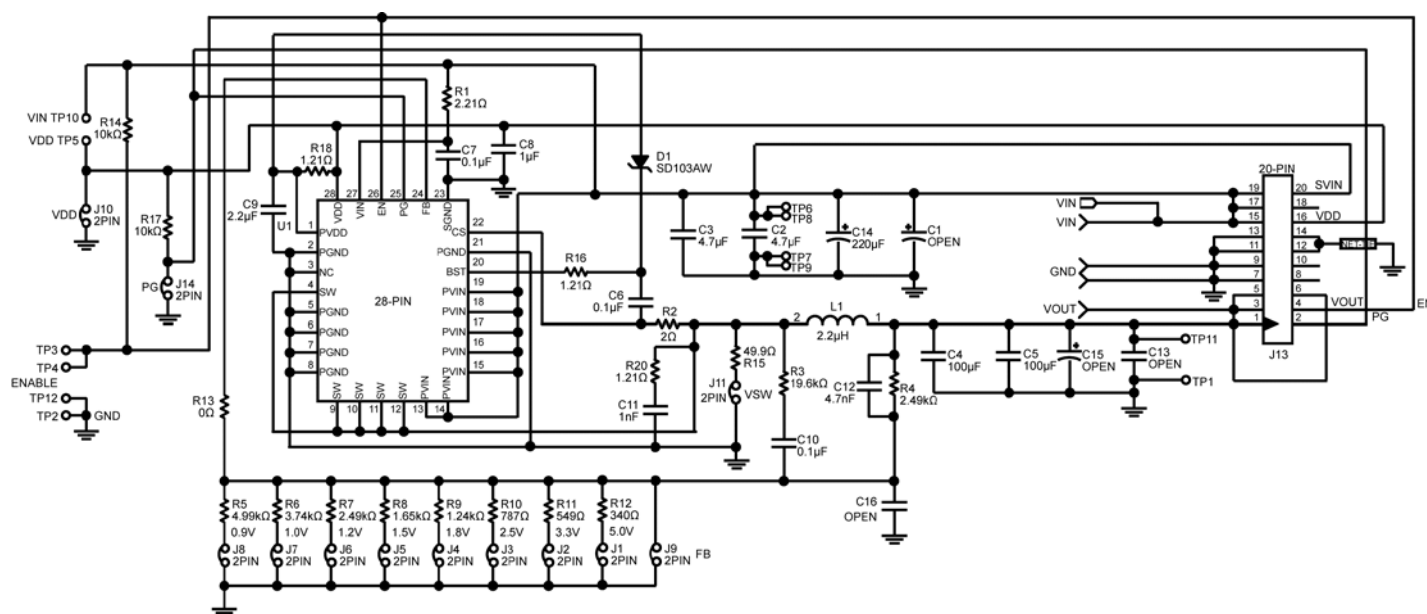 VIN TP10
VDD TP5
R14
10kΩ
VDD
J10
2PIN
R17
10kΩ
PG
J14
2PIN
TP3
TP4
ENABLE
TP12
TP2
GND
R13
0Ω
R18
1.21Ω
C9
2.2µF
U1
R1
2.21Ω
C7
0.1µF
C8
1µF
28
27
26
25
24
23
VDD
VIN
EN
PG
FB
SGND
1
PVDD
2
PGND
3
NC
4
SW
5
PGND
6
PGND
7
PGND
8
PGND
28-PIN
22
CS
21
PGND
20
BST
19
PVIN
18
PVIN
17
PVIN
16
PVIN
15
PVIN
SW
SW
SW
SW
PVIN
PVIN
9
10
11
12
13
14
D1
SD103AW
R16
1.21Ω
C6
0.1µF
R2
2Ω
R20
1.21Ω
C11
1nF
49.9Ω
R15
J11
2PIN
VSW
R3
19.6kΩ
C10
0.1µF
2
L1
1
2.2µH
C3
4.7µF
TP6
TP8
C2
4.7µF
TP7
TP9
C14
220µF
C1
OPEN
C12
4.7nF
R4
2.49kΩ
C4
100µF
C5
100µF
C15
OPEN
C13
OPEN
TP11
TP1
C16
OPEN
20-PIN
VIN
VIN
GND
VOUT
19
17
15
13
11
9
7
5
3
1
20
18
16
14
12
10
8
6
4
2
SVIN
VDD
VOUT
EN
PG
J13
R5
4.99kΩ
0.9V
J8
2PIN
R6
3.74kΩ
1.0V
J7
2PIN
R7
2.49kΩ
1.2V
J6
2PIN
R8
1.65kΩ
1.5V
J5
2PIN
R9
1.24kΩ
1.8V
J4
2PIN
R10
787Ω
2.5V
J3
2PIN
R11
549Ω
3.3V
J2
2PIN
R12
340Ω
5.0V
J1
2PIN
J9
2PIN
FB